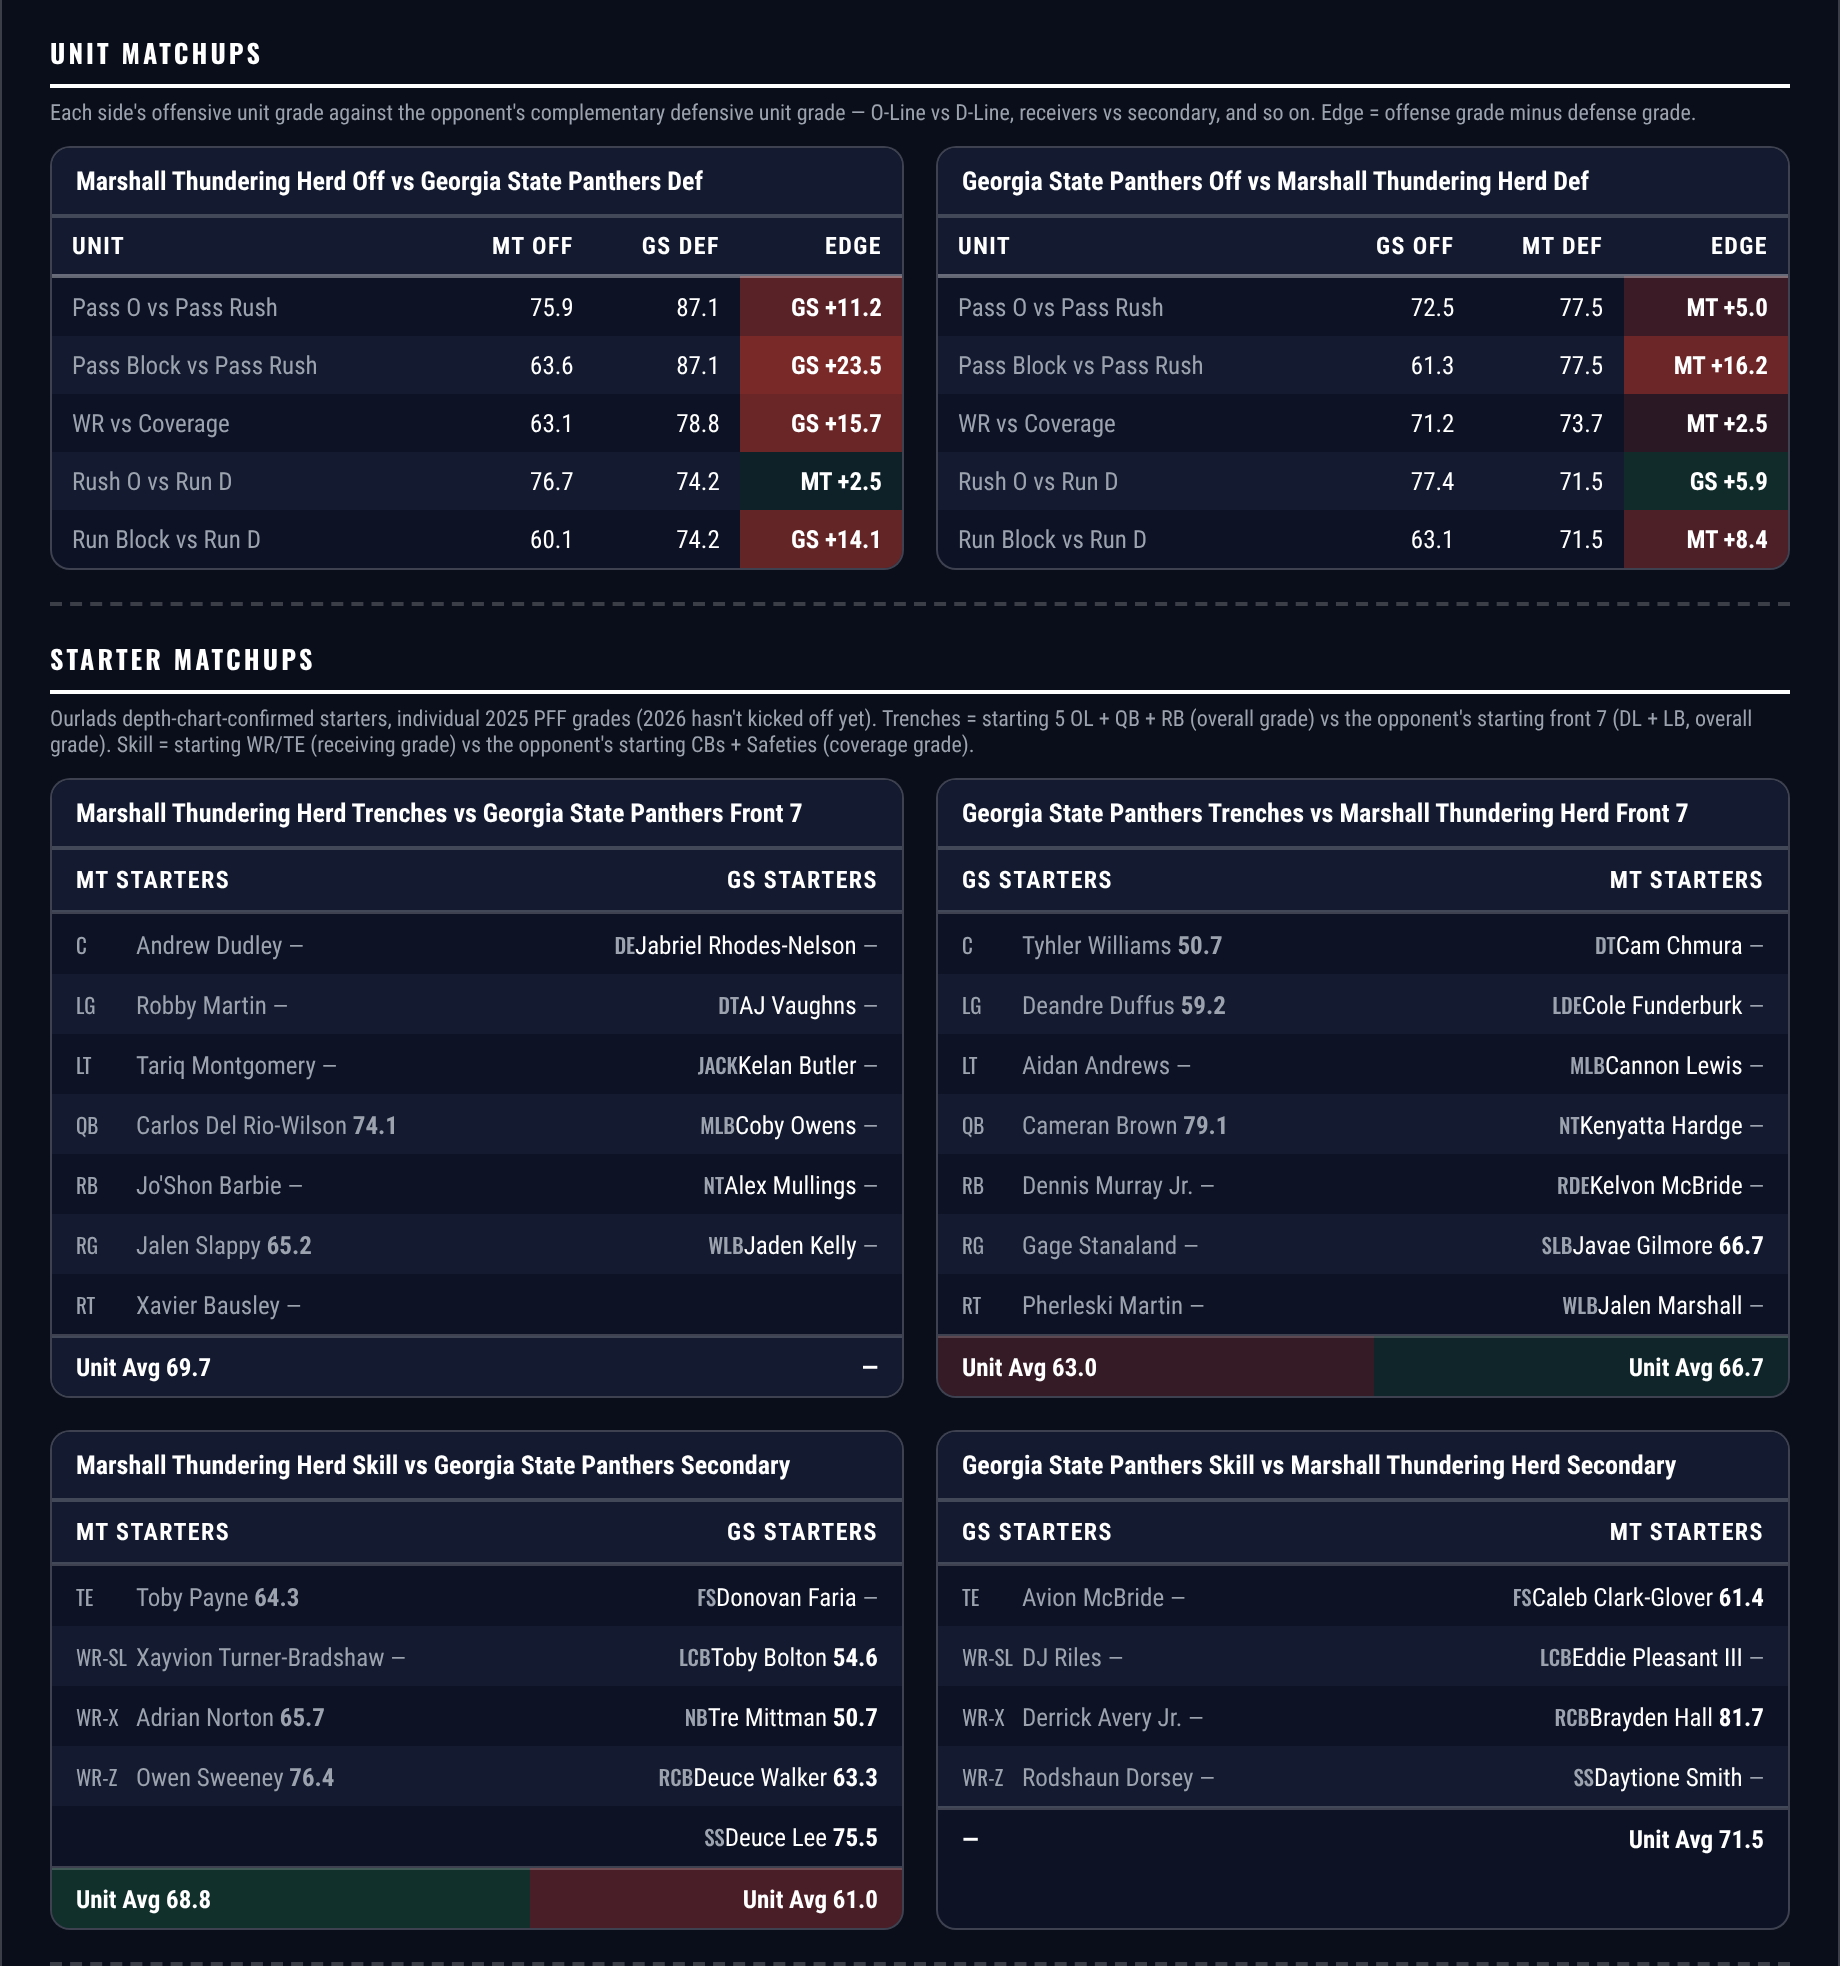 UNIT MATCHUPS
Each side's offensive unit grade against the opponent's complementary defensive unit grade — O-Line vs D-Line, receivers vs secondary, and so on. Edge = offense grade minus defense grade.
Marshall Thundering Herd Off vs Georgia State Panthers Def
UNIT MT OFF GS DEF EDGE
Pass O vs Pass Rush 75.9 87.1 GS +11.2
Pass Block vs Pass Rush 63.6 87.1 GS +23.5
WR vs Coverage 63.1 78.8 GS +15.7
Rush O vs Run D 76.7 74.2 MT +2.5
Run Block vs Run D 60.1 74.2 GS +14.1
Georgia State Panthers Off vs Marshall Thundering Herd Def
UNIT GS OFF MT DEF EDGE
Pass O vs Pass Rush 72.5 77.5 MT +5.0
Pass Block vs Pass Rush 61.3 77.5 MT +16.2
WR vs Coverage 71.2 73.7 MT +2.5
Rush O vs Run D 77.4 71.5 GS +5.9
Run Block vs Run D 63.1 71.5 MT +8.4
STARTER MATCHUPS
Ourlads depth-chart-confirmed starters, individual 2025 PFF grades (2026 hasn't kicked off yet). Trenches = starting 5 OL + QB + RB (overall grade) vs the opponent's starting front 7 (DL + LB, overall
grade). Skill = starting WR/TE (receiving grade) vs the opponent's starting CBs + Safeties (coverage grade).
Marshall Thundering Herd Trenches vs Georgia State Panthers Front 7
MT STARTERS GS STARTERS
C Andrew Dudley — DEJabriel Rhodes-Nelson —
LG Robby Martin — DTAJ Vaughns —
LT Tariq Montgomery — JACKKelan Butler —
QB Carlos Del Rio-Wilson 74.1 MLBCoby Owens —
RB Jo'Shon Barbie — NTAlex Mullings —
RG Jalen Slappy 65.2 WLBJaden Kelly —
RT Xavier Bausley —
Unit Avg 69.7 —
Georgia State Panthers Trenches vs Marshall Thundering Herd Front 7
GS STARTERS MT STARTERS
C Tyhler Williams 50.7 DTCam Chmura —
LG Deandre Duffus 59.2 LDECole Funderburk —
LT Aidan Andrews — MLBCannon Lewis —
QB Cameran Brown 79.1 NTKenyatta Hardge —
RB Dennis Murray Jr. — RDEKelvon McBride —
RG Gage Stanaland — SLBJavae Gilmore 66.7
RT Pherleski Martin — WLBJalen Marshall —
Unit Avg 63.0 Unit Avg 66.7
Marshall Thundering Herd Skill vs Georgia State Panthers Secondary
MT STARTERS GS STARTERS
TE Toby Payne 64.3 FSDonovan Faria —
WR-SL Xayvion Turner-Bradshaw — LCBToby Bolton 54.6
WR-X Adrian Norton 65.7 NBTre Mittman 50.7
WR-Z Owen Sweeney 76.4 RCBDeuce Walker 63.3
SSDeuce Lee 75.5
Unit Avg 68.8 Unit Avg 61.0
Georgia State Panthers Skill vs Marshall Thundering Herd Secondary
GS STARTERS MT STARTERS
TE Avion McBride — FSCaleb Clark-Glover 61.4
WR-SL DJ Riles — LCBEddie Pleasant III —
WR-X Derrick Avery Jr. — RCBBrayden Hall 81.7
WR-Z Rodshaun Dorsey — SSDaytione Smith —
— Unit Avg 71.5